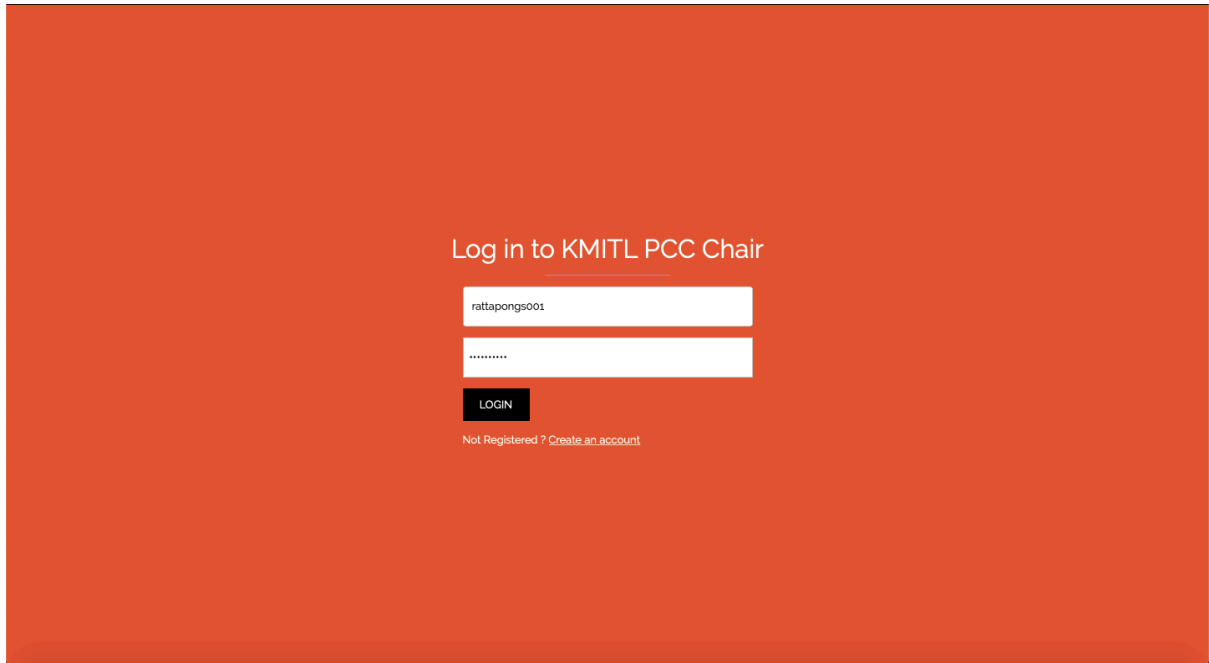 Log in to KMITL PCC Chair
rattapongs001
••••••••••
LOGIN
Not Registered ? Create an account